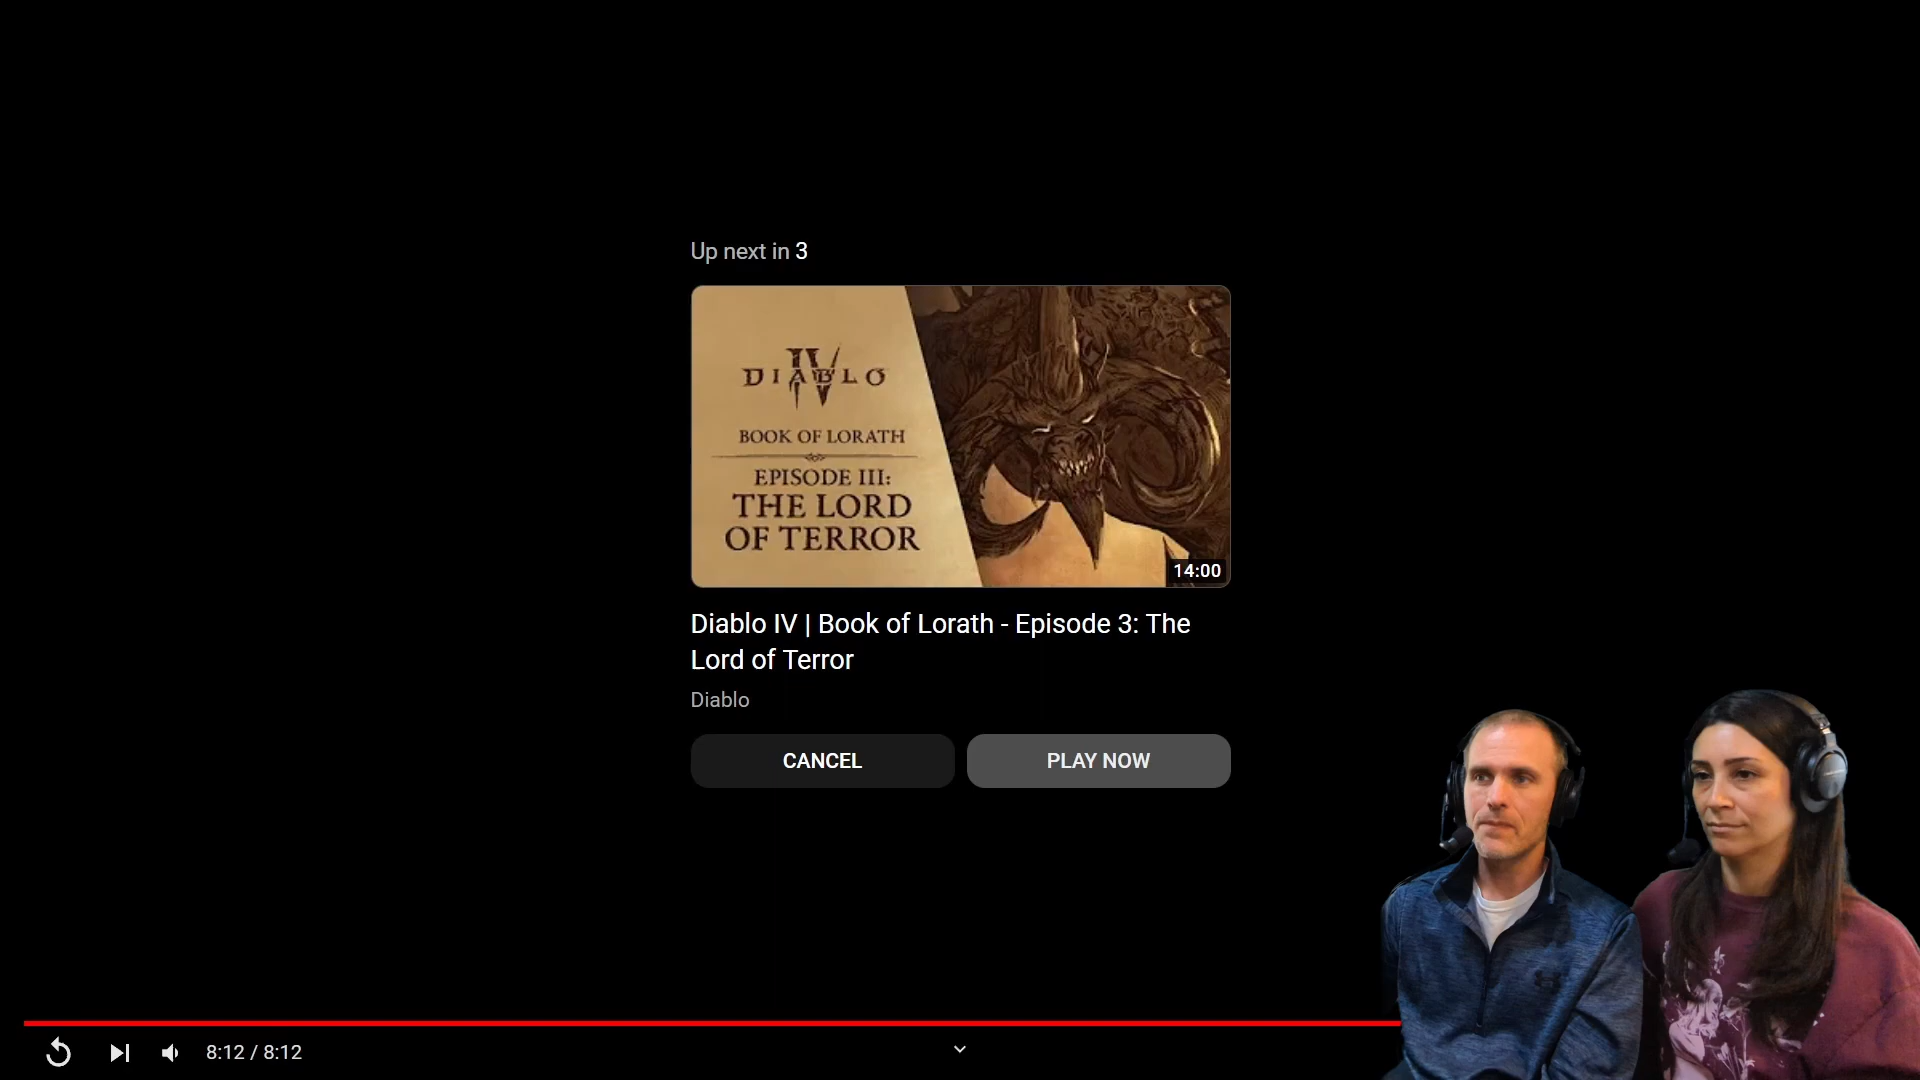 Up next in 3
DIABLO
IV
BOOK OF LORATH
EPISODE III:
THE LORD
OF TERROR
14:00
Diablo IV | Book of Lorath - Episode 3: The
Lord of Terror
Diablo
CANCEL
PLAY NOW
8:12 / 8:12